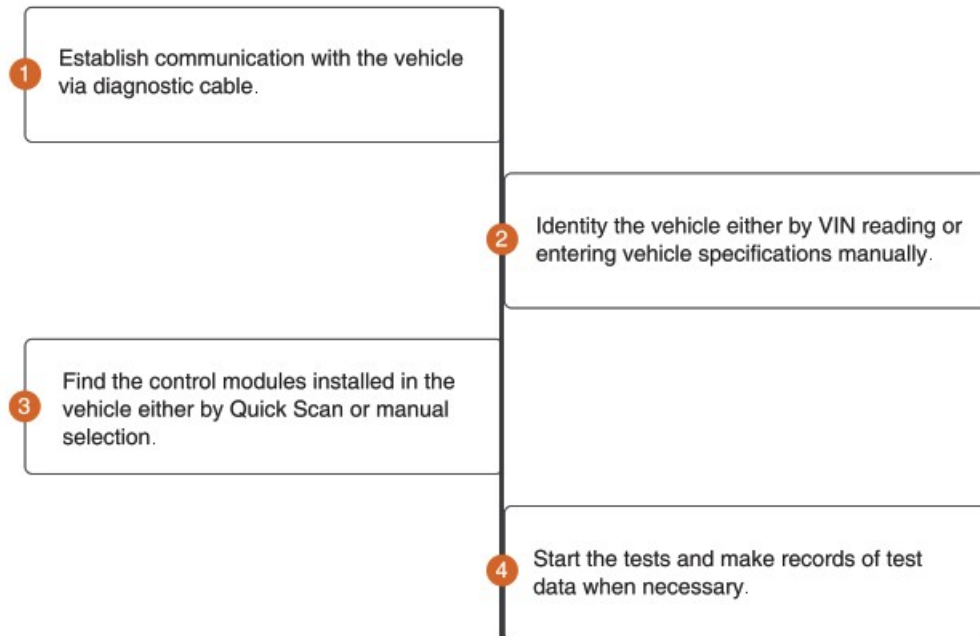 1
Establish communication with the vehicle
via diagnostic cable.
2
Identity the vehicle either by VIN reading or
entering vehicle specifications manually.
3
Find the control modules installed in the
vehicle either by Quick Scan or manual
selection.
4
Start the tests and make records of test
data when necessary.